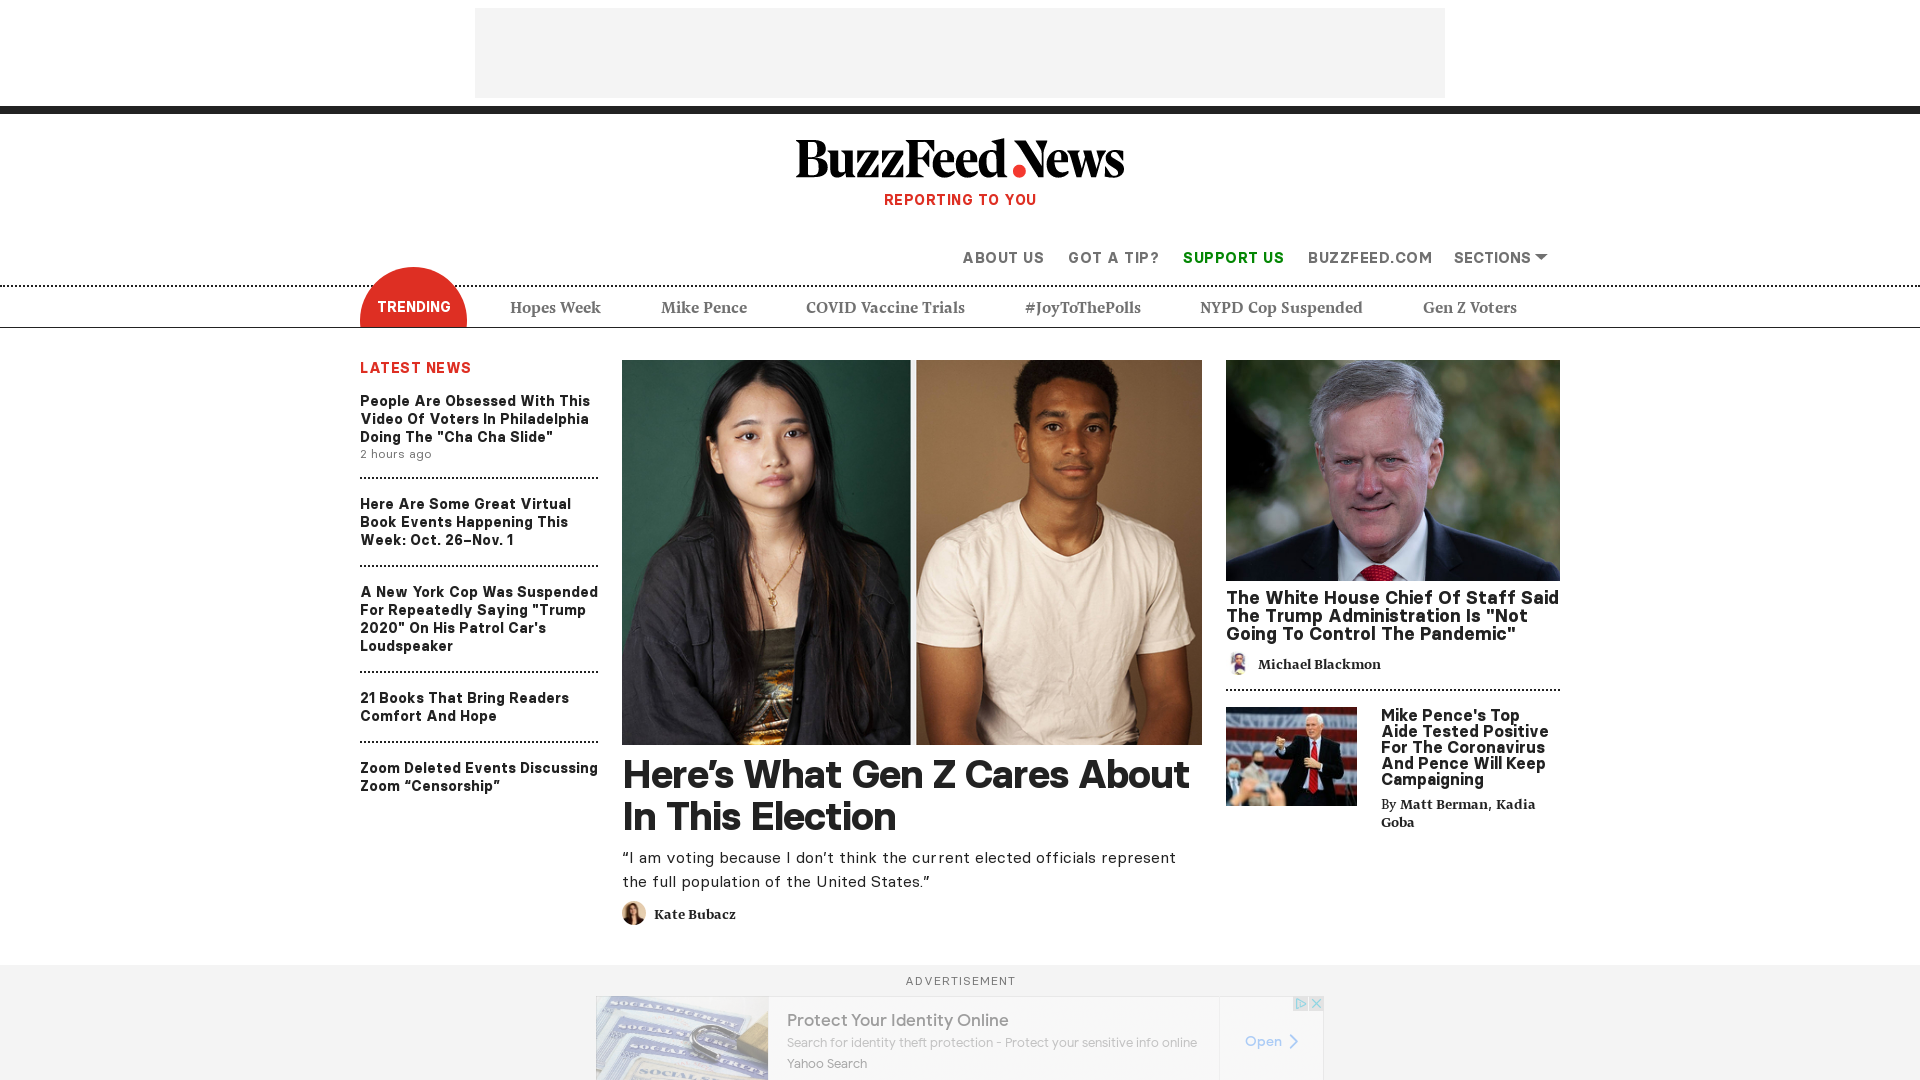 BuzzFeed News
REPORTING TO YOU
ABOUT US
GOT A TIP?
SUPPORT US
BUZZFEED.COM
SECTIONS
TRENDING
Hopes Week
Mike Pence
COVID Vaccine Trials
#JoyToThePolls
NYPD Cop Suspended
Gen Z Voters
LATEST NEWS
People Are Obsessed With This
Video Of Voters In Philadelphia
Doing The "Cha Cha Slide"
2 hours ago
Here Are Some Great Virtual
Book Events Happening This
Week: Oct. 26–Nov. 1
A New York Cop Was Suspended
For Repeatedly Saying "Trump
2020" On His Patrol Car's
Loudspeaker
21 Books That Bring Readers
Comfort And Hope
Zoom Deleted Events Discussing
Zoom “Censorship”
Here’s What Gen Z Cares About
In This Election
“I am voting because I don’t think the current elected officials represent
the full population of the United States.”
Kate Bubacz
The White House Chief Of Staff Said
The Trump Administration Is "Not
Going To Control The Pandemic"
Michael Blackmon
Mike Pence's Top
Aide Tested Positive
For The Coronavirus
And Pence Will Keep
Campaigning
By Matt Berman, Kadia
Goba
ADVERTISEMENT
SOCIAL SECURITY
SOCIAL SECURITY
SOCIAL SECURITY
SOCIAL SECURITY
Protect Your Identity Online
Search for identity theft protection - Protect your sensitive info online
Yahoo Search
Open